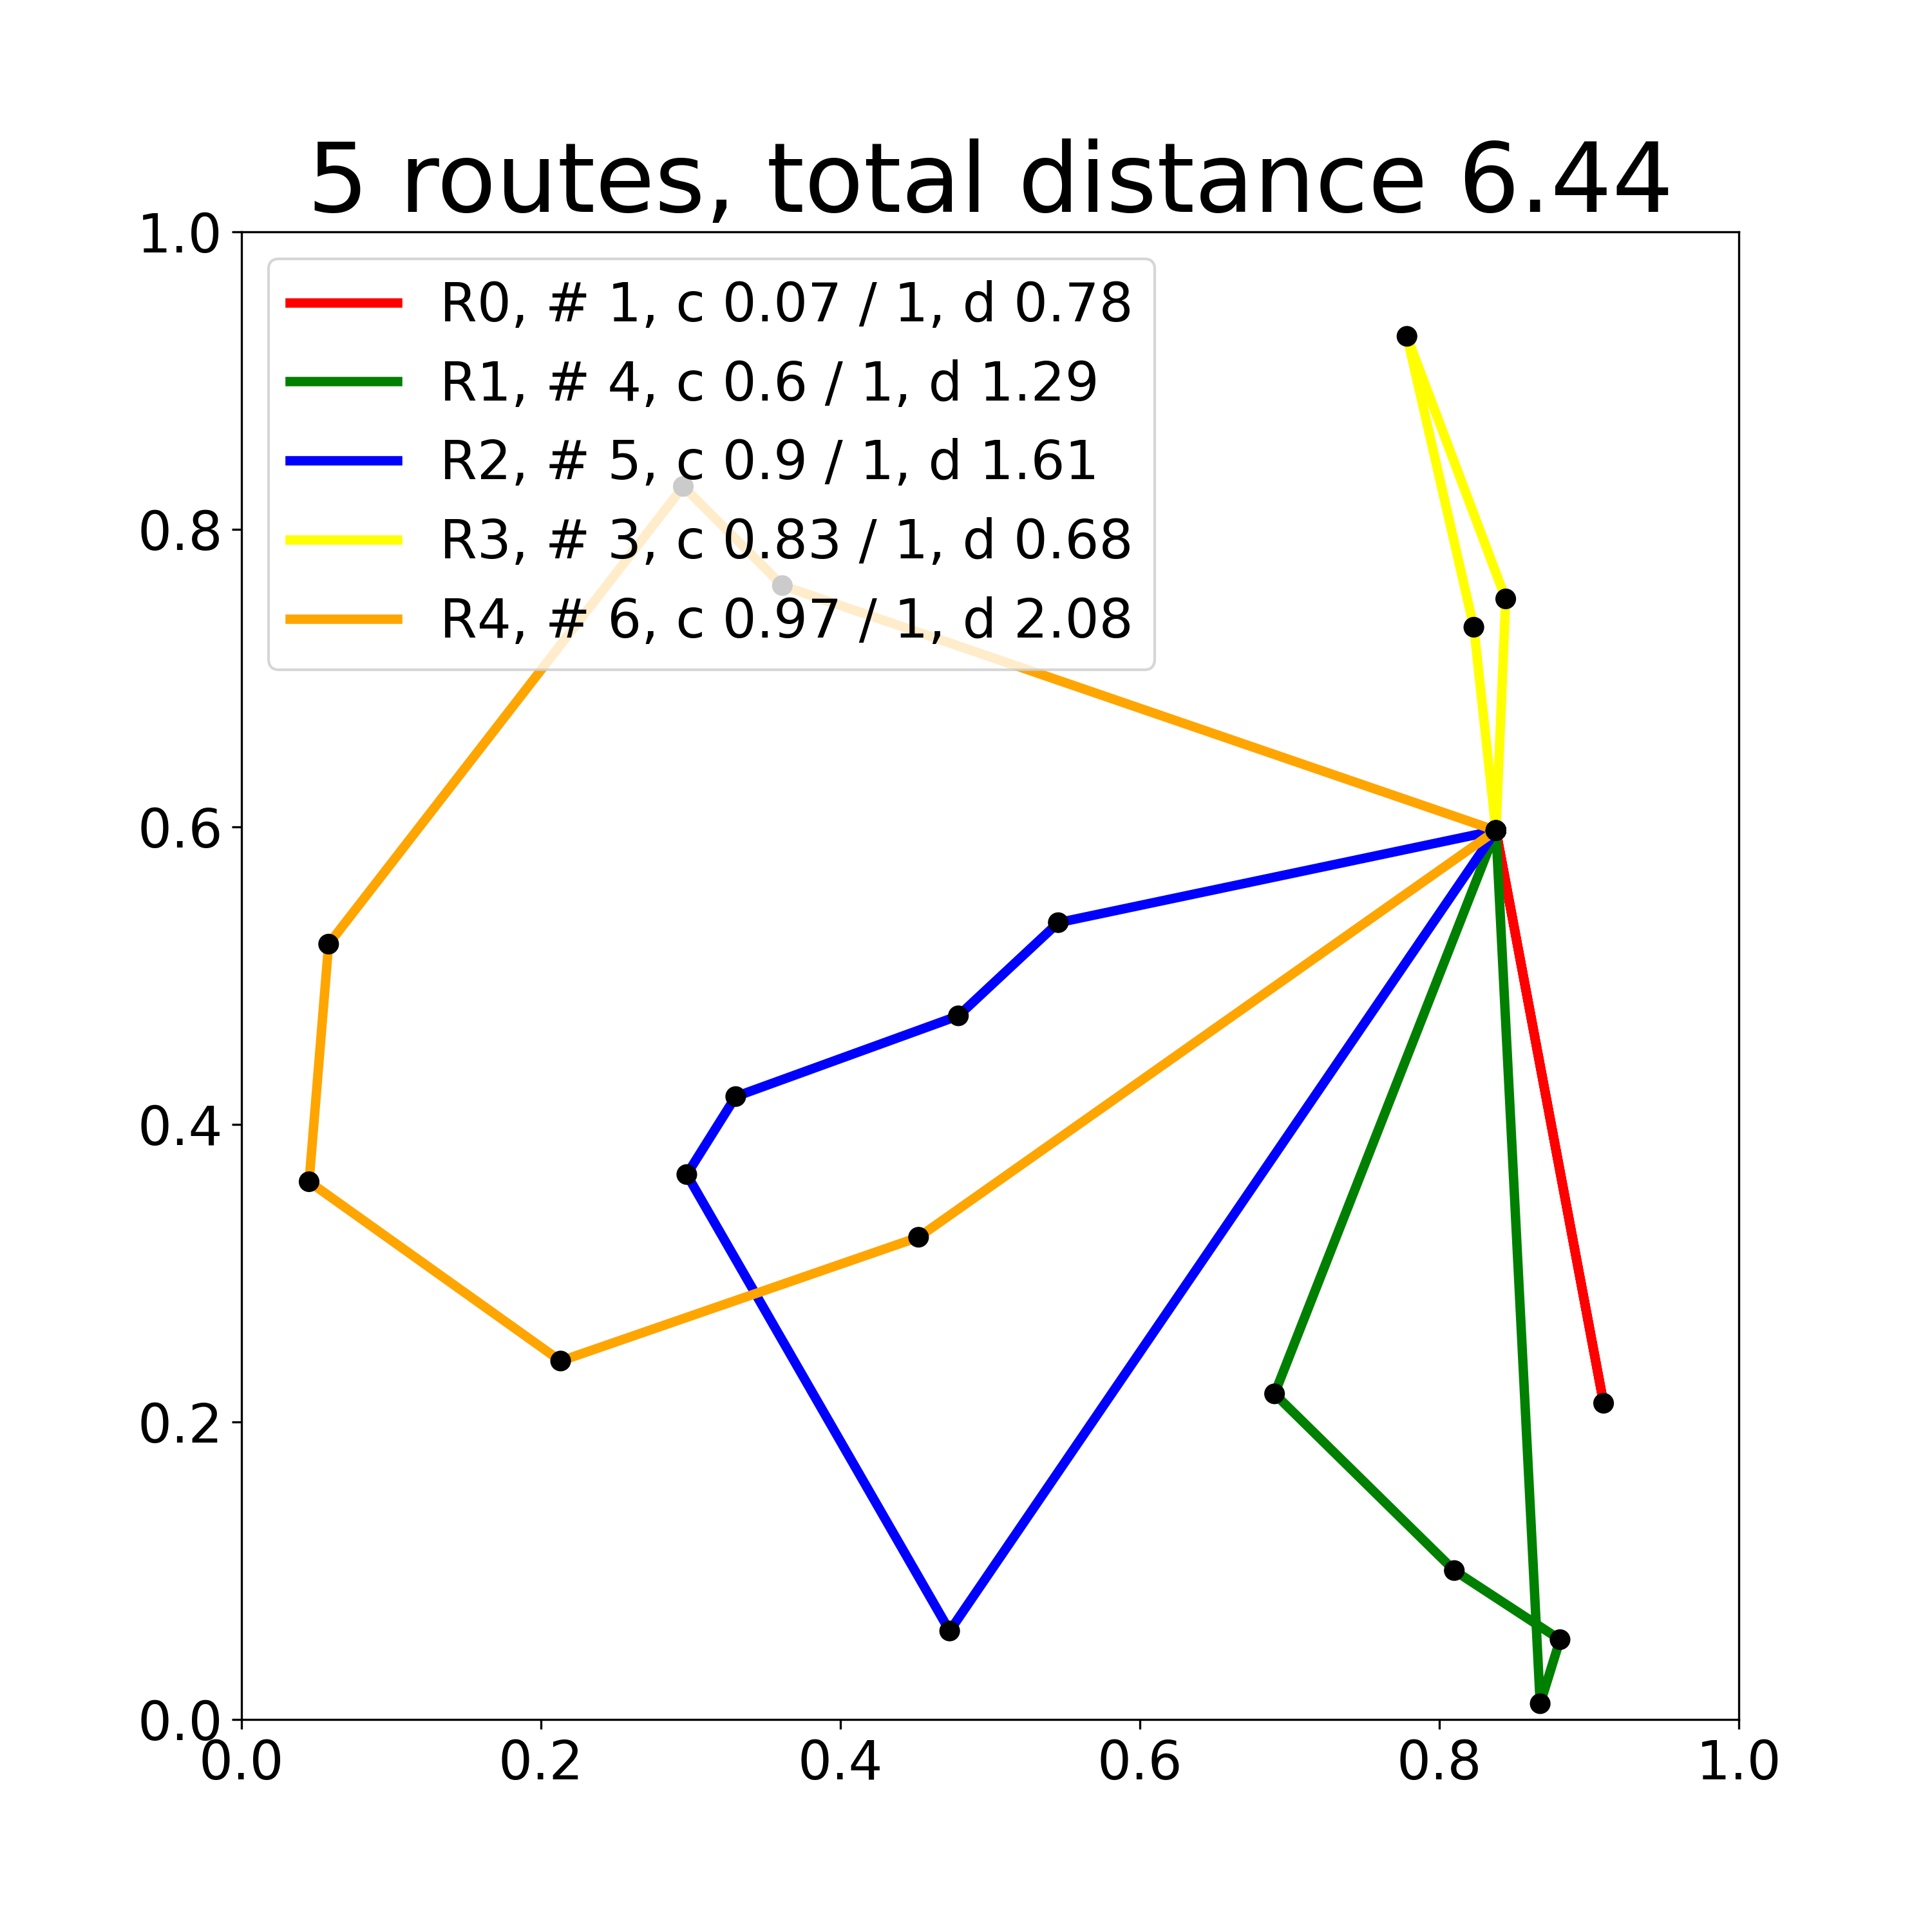 5 routes, total distance 6.44
1.0
R0, # 1, c 0.07 / 1, d 0.78
R1, # 4, c 0.6 / 1, d 1.29
R2, # 5, c 0.9 / 1, d 1.61
R3, # 3, c 0.83 / 1, d 0.68
R4, # 6, c 0.97 / 1, d 2.08
0.8
0.6
0.4
0.2
0.0
0.0 0.2 0.4 0.6 0.8 1.0